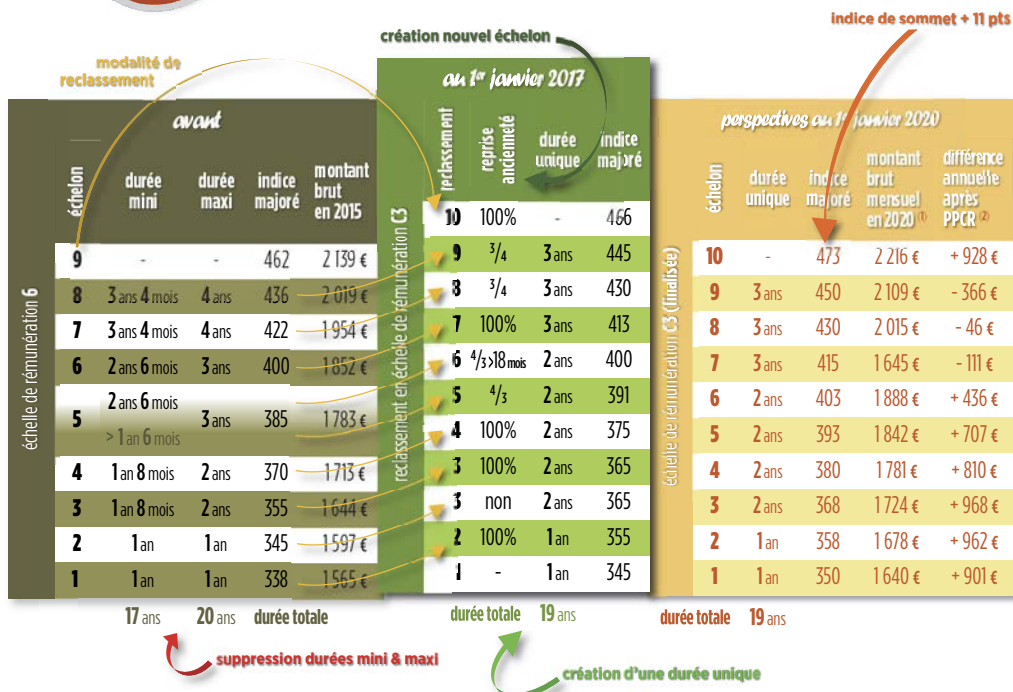 indice de sommet + 11 pts
création nouvel échelon
modalité de
reclassement
avant
échelle de rémunération 6
échelon durée mini durée maxi indice majoré montant brut en 2015
9 - - 462 2 139 €
8 3 ans 4 mois 4 ans 436 2 019 €
7 3 ans 4 mois 4 ans 422 1 954 €
6 2 ans 6 mois 3 ans 400 1 852 €
2 ans 6 mois
5 3 ans 385 1 783 €
> 1 an 6 mois
4 1 an 8 mois 2 ans 370 1 713 €
3 1 an 8 mois 2 ans 355 1 644 €
2 1 an 1 an 345 1 597 €
1 1 an 1 an 338 1 565 €
17 ans 20 ans durée totale
suppression durées mini & maxi
au 1er janvier 2017
reclassement en échelle de rémunération C3
reclassement reprise ancienneté durée unique indice majoré
10 100% - 466
9 3/4 3 ans 445
8 3/4 3 ans 430
7 100% 3 ans 413
6 4/3>18 mois 2 ans 400
5 4/3 2 ans 391
4 100% 2 ans 375
3 100% 2 ans 365
3 non 2 ans 365
2 100% 1 an 355
1 - 1 an 345
durée totale 19 ans
création d'une durée unique
perspectives au 1er janvier 2020
échelle de rémunération C3 (finalisée)
échelon durée unique indice majoré montant brut mensuel en 2020 (1) différence annuelle après PPCR (2)
10 - 473 2 216 € + 928 €
9 3 ans 450 2 109 € - 366 €
8 3 ans 430 2 015 € - 46 €
7 3 ans 415 1 645 € - 111 €
6 2 ans 403 1 888 € + 436 €
5 2 ans 393 1 842 € + 707 €
4 2 ans 380 1 781 € + 810 €
3 2 ans 368 1 724 € + 968 €
2 1 an 358 1 678 € + 962 €
1 1 an 350 1 640 € + 901 €
durée totale 19 ans